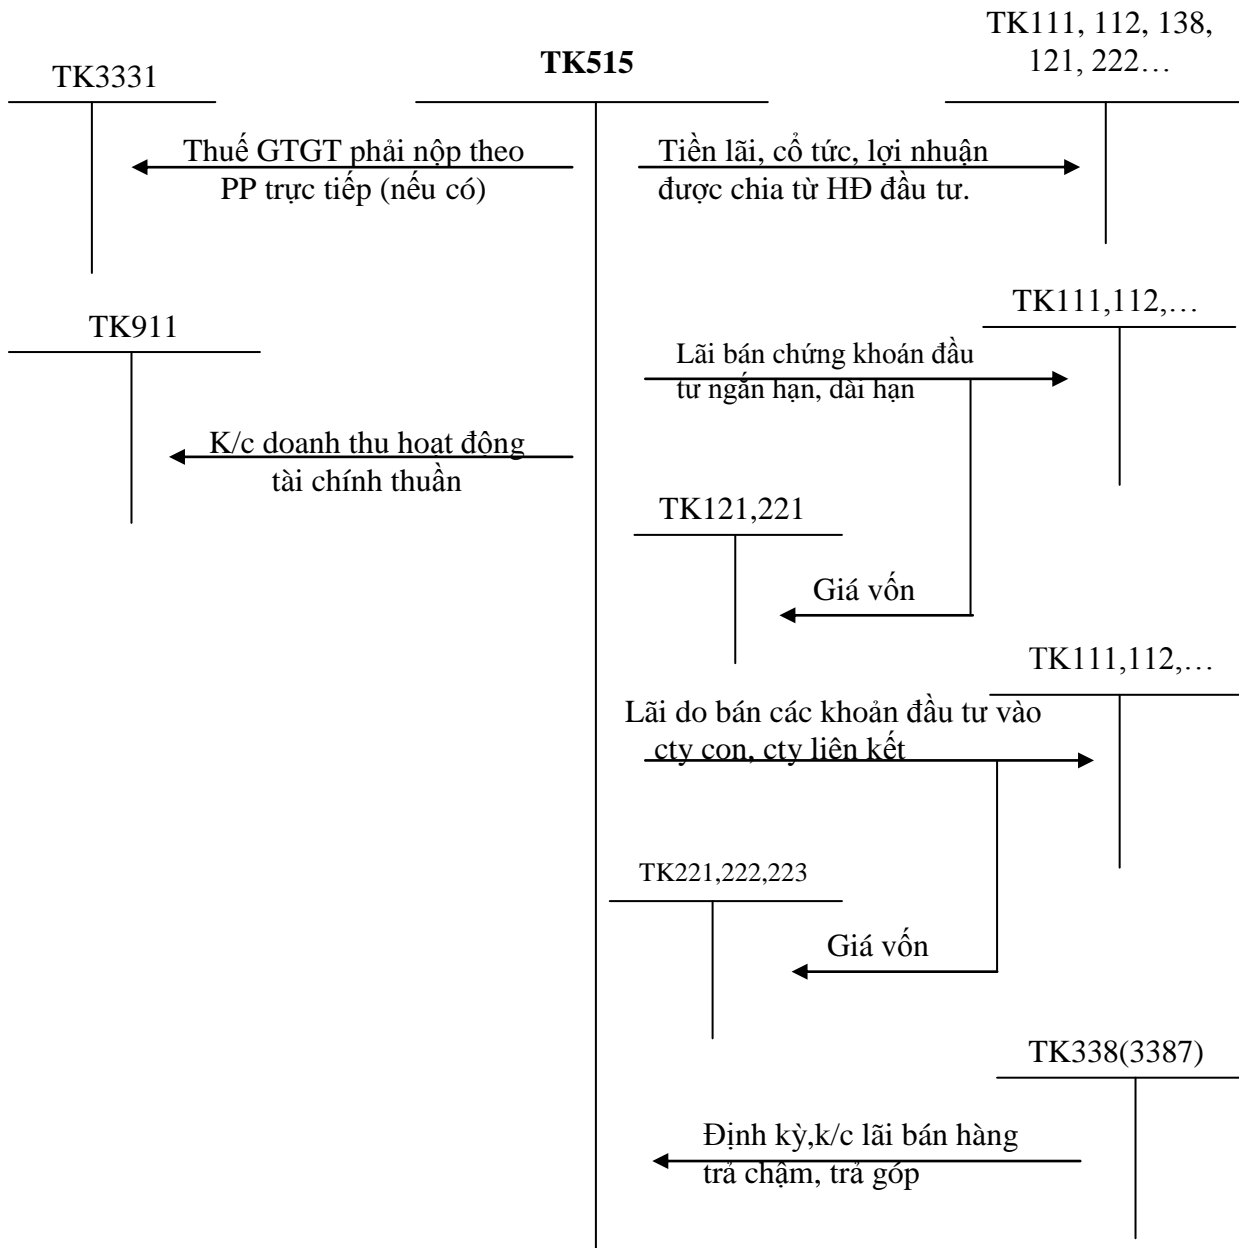 TK3331
TK515
TK111, 112, 138,
121, 222…
Thuế GTGT phải nộp theo
PP trực tiếp (nếu có)
Tiền lãi, cổ tức, lợi nhuận
được chia từ HĐ đầu tư.
TK911
TK111,112,…
Lãi bán chứng khoán đầu
tư ngắn hạn, dài hạn
K/c doanh thu hoạt động
tài chính thuần
TK121,221
Giá vốn
TK111,112,…
Lãi do bán các khoản đầu tư vào
cty con, cty liên kết
TK221,222,223
Giá vốn
TK338(3387)
Định kỳ,k/c lãi bán hàng
trả chậm, trả góp